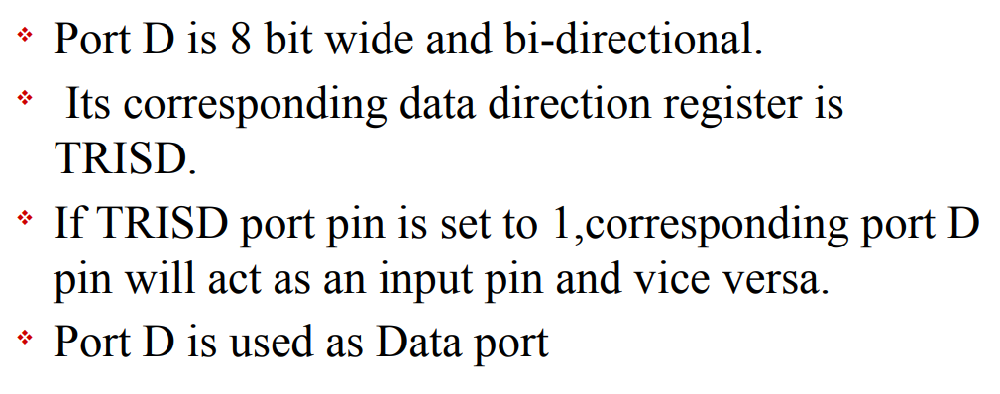 ❖ Port D is 8 bit wide and bi-directional.
❖ Its corresponding data direction register is
TRISD.
❖ If TRISD port pin is set to 1,corresponding port D
pin will act as an input pin and vice versa.
❖ Port D is used as Data port